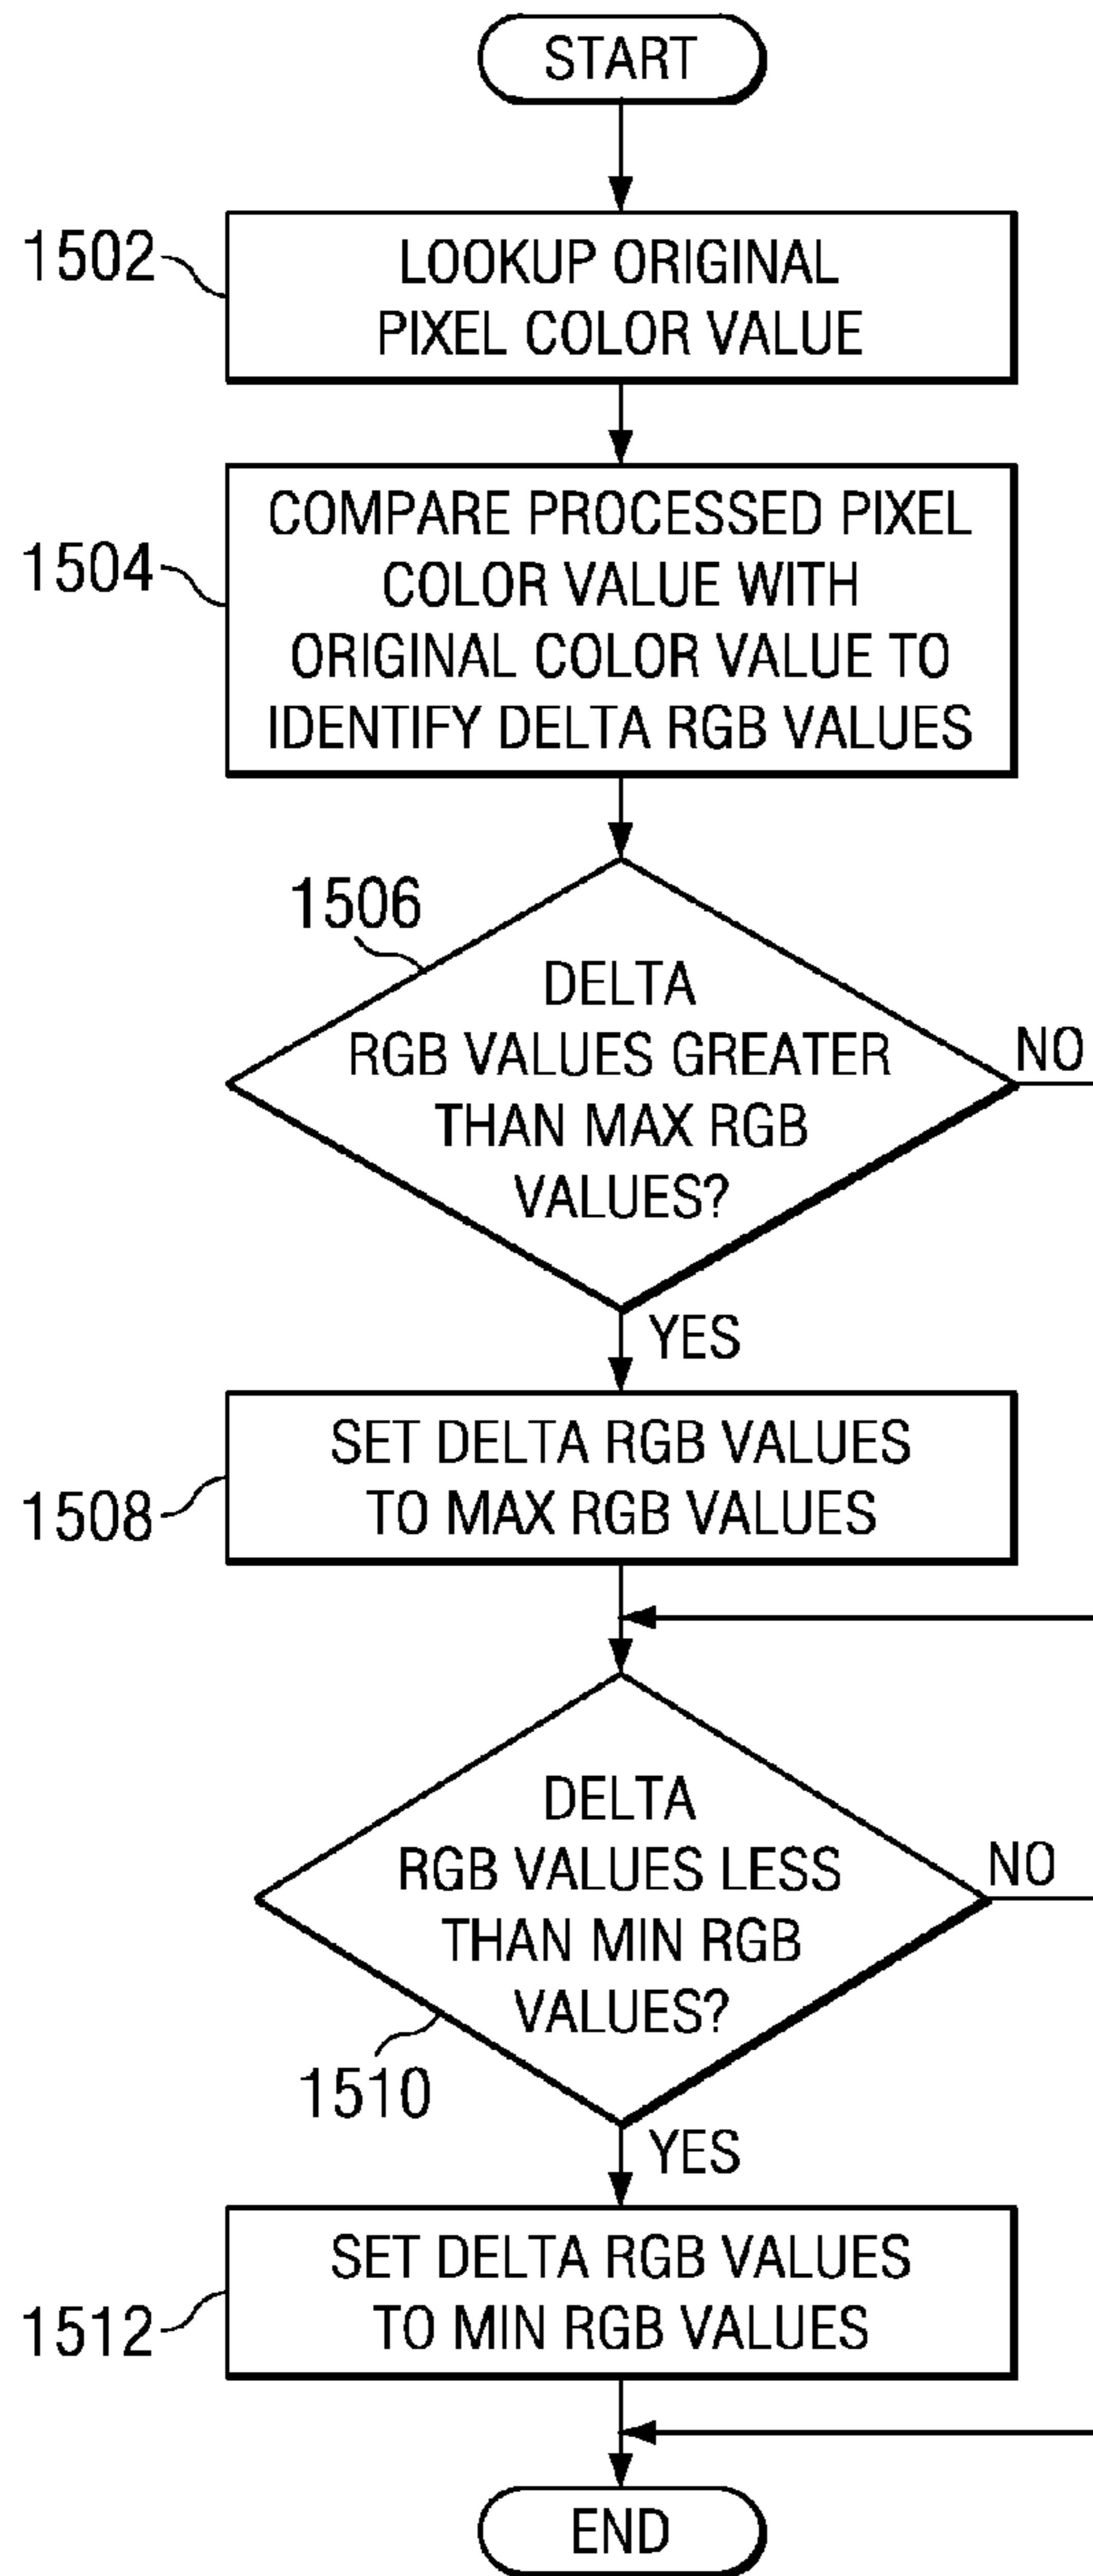 START
1502
LOOKUP ORIGINAL
PIXEL COLOR VALUE
1504
COMPARE PROCESSED PIXEL
COLOR VALUE WITH
ORIGINAL COLOR VALUE TO
IDENTIFY DELTA RGB VALUES
1506
DELTA
RGB VALUES GREATER
THAN MAX RGB
VALUES?
NO
YES
1508
SET DELTA RGB VALUES
TO MAX RGB VALUES
DELTA
RGB VALUES LESS
THAN MIN RGB
VALUES?
NO
1510
YES
1512
SET DELTA RGB VALUES
TO MIN RGB VALUES
END